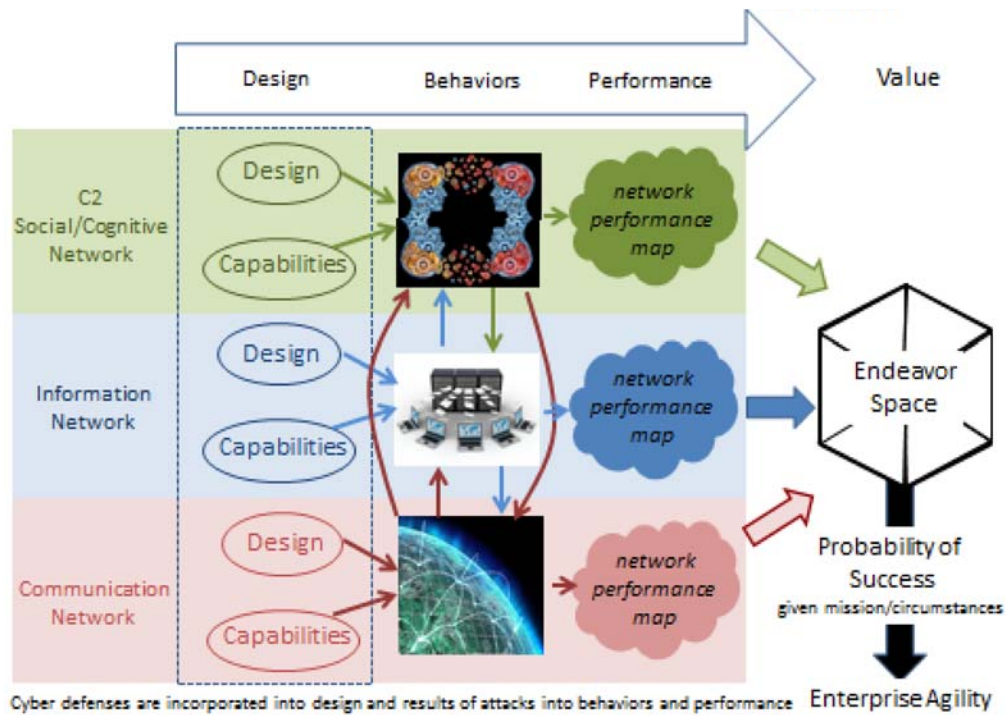 Design
Behaviors
Performance
Value
C2
Social/Cognitive
Network
Design
Capabilities
network
performance
map
Information
Network
Design
Capabilities
network
performance
map
Communication
Network
Design
Capabilities
network
performance
map
Endeavor
Space
Probability of
Success
given mission/circumstances
Enterprise Agility
Cyber defenses are incorporated into design and results of attacks into behaviors and performance